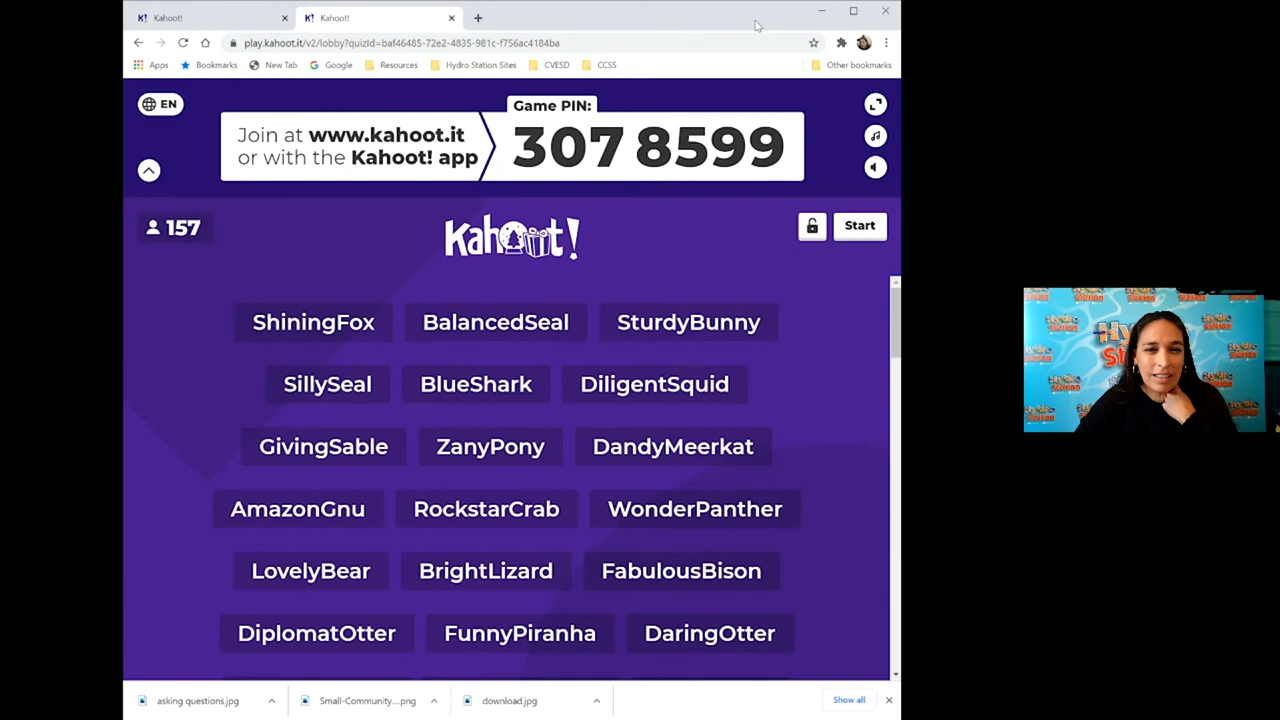 Kahoot!
Kahoot!
play.kahoot.it/v2/lobby?quizId=baf46485-72e2-4835-981c-f756ac4184ba
Apps Bookmarks New Tab Google Resources Hydro Station Sites CVESD CCSS Other bookmarks
EN
Join at www.kahoot.it
or with the Kahoot! app
Game PIN:
307 8599
157
Kahoot!
Start
ShiningFox BalancedSeal SturdyBunny
SillySeal BlueShark DiligentSquid
GivingSable ZanyPony DandyMeerkat
AmazonGnu RockstarCrab WonderPanther
LovelyBear BrightLizard FabulousBison
DiplomatOtter FunnyPiranha DaringOtter
asking questions.jpg Small-Community....png download.jpg Show all